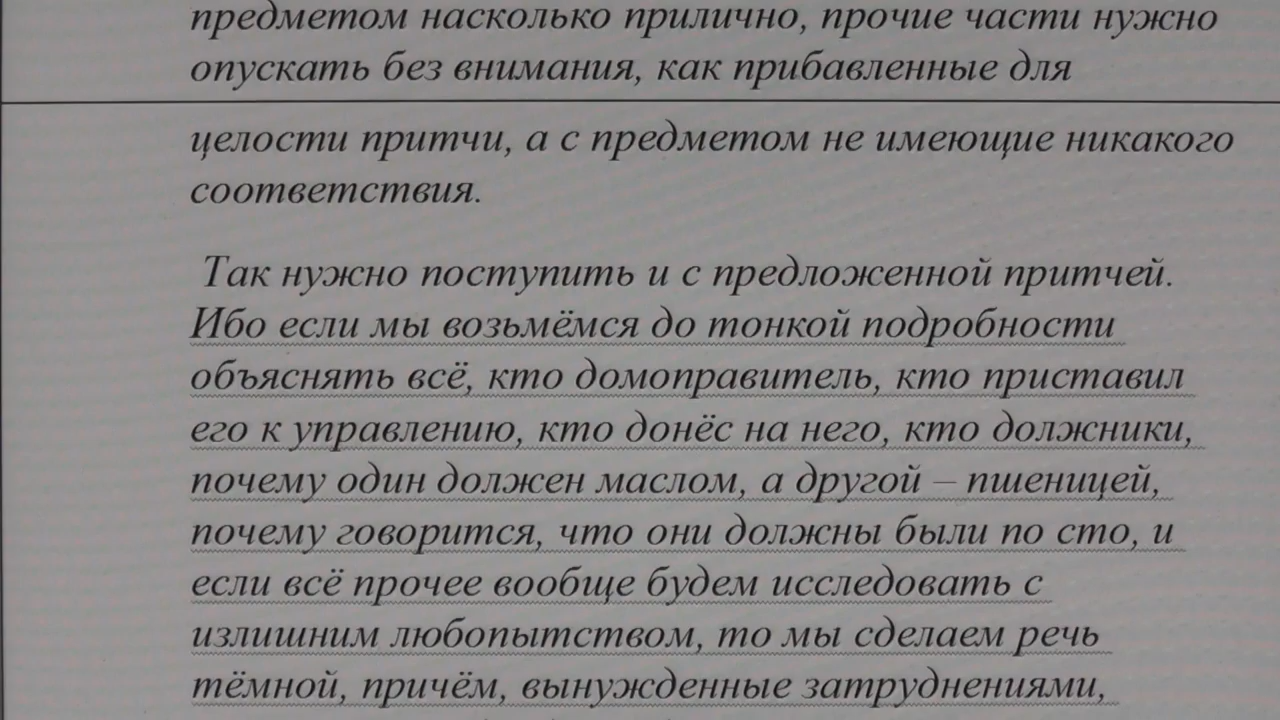 предметом насколько прилично, прочие части нужно
опускать без внимания, как прибавленные для
целости притчи, а с предметом не имеющие никакого
соответствия.
Так нужно поступить и с предложенной притчей.
Ибо если мы возьмёмся до тонкой подробности
объяснять всё, кто домоправитель, кто приставил
его к управлению, кто донёс на него, кто должники,
почему один должен маслом, а другой – пшеницей,
почему говорится, что они должны были по сто, и
если всё прочее вообще будем исследовать с
излишним любопытством, то мы сделаем речь
тёмной, причём, вынужденные затруднениями,